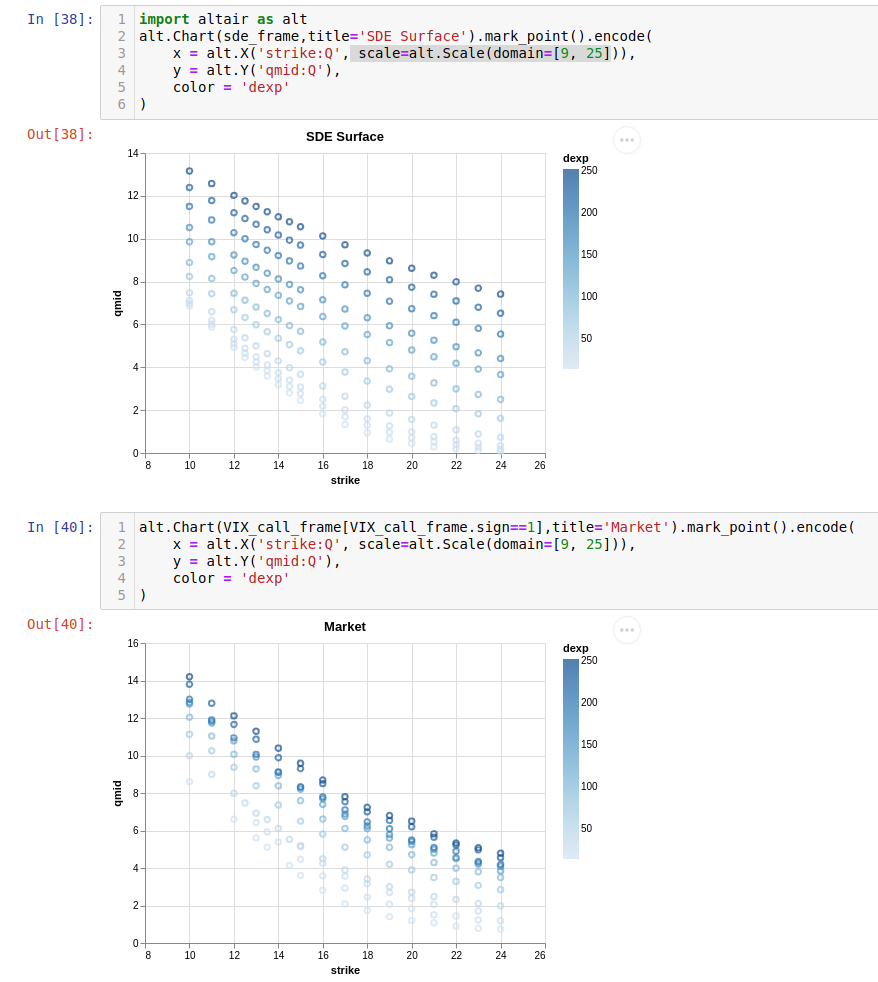 In [38]:
1 import altair as alt
2 alt.Chart(sde_frame,title='SDE Surface').mark_point().encode(
3     x = alt.X('strike:Q', scale=alt.Scale(domain=[9, 25])),
4     y = alt.Y('qmid:Q'),
5     color = 'dexp'
6 )
Out[38]:
SDE Surface
dexp
250
200
150
100
50
qmid
14
12
10
8
6
4
2
0
8 10 12 14 16 18 20 22 24 26
strike
In [40]:
1 alt.Chart(VIX_call_frame[VIX_call_frame.sign==1],title='Market').mark_point().encode(
2     x = alt.X('strike:Q', scale=alt.Scale(domain=[9, 25])),
3     y = alt.Y('qmid:Q'),
4     color = 'dexp'
5 )
Out[40]:
Market
dexp
250
200
150
100
50
qmid
16
14
12
10
8
6
4
2
0
8 10 12 14 16 18 20 22 24 26
strike